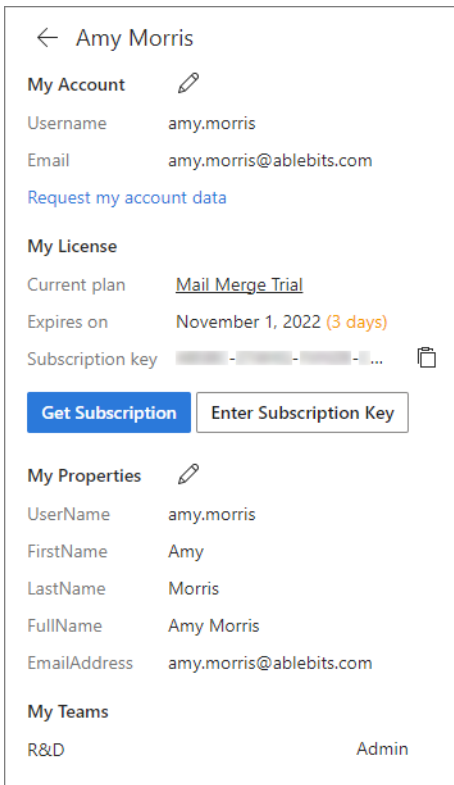 Amy Morris
My Account
Username amy.morris
Email amy.morris@ablebits.com
Request my account data
My License
Current plan Mail Merge Trial
Expires on November 1, 2022 (3 days)
Subscription key - - - ...
Get Subscription Enter Subscription Key
My Properties
UserName amy.morris
FirstName Amy
LastName Morris
FullName Amy Morris
EmailAddress amy.morris@ablebits.com
My Teams
R&D Admin